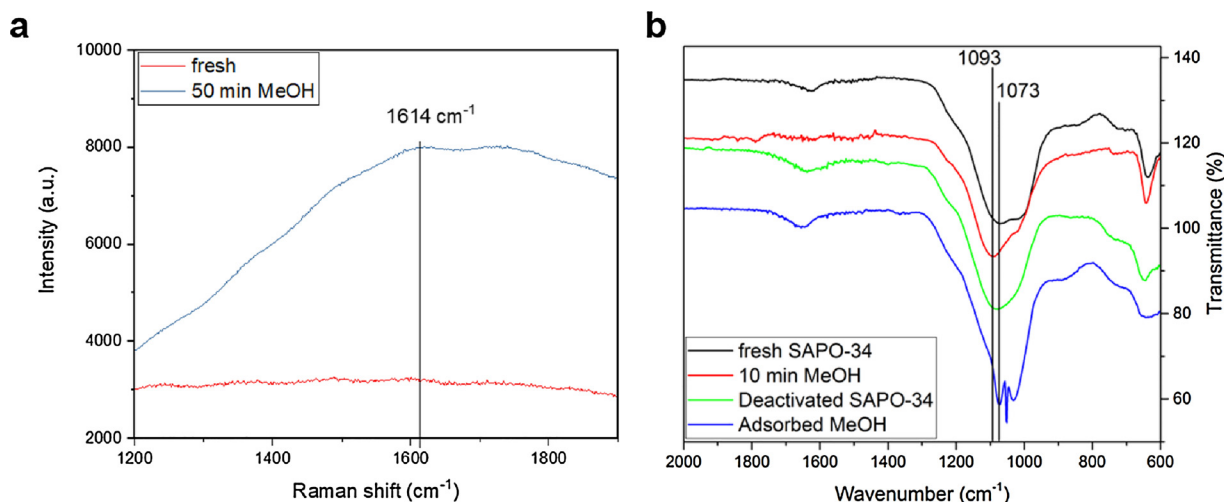 a
10000
8000
6000
4000
2000
Intensity (a.u.)
fresh
50 min MeOH
1614 cm⁻¹
1200
1400
1600
1800
Raman shift (cm⁻¹)
b
1093
1073
140
120
100
80
60
Transmittance (%)
fresh SAPO-34
10 min MeOH
Deactivated SAPO-34
Adsorbed MeOH
2000
1800
1600
1400
1200
1000
800
600
Wavenumber (cm⁻¹)